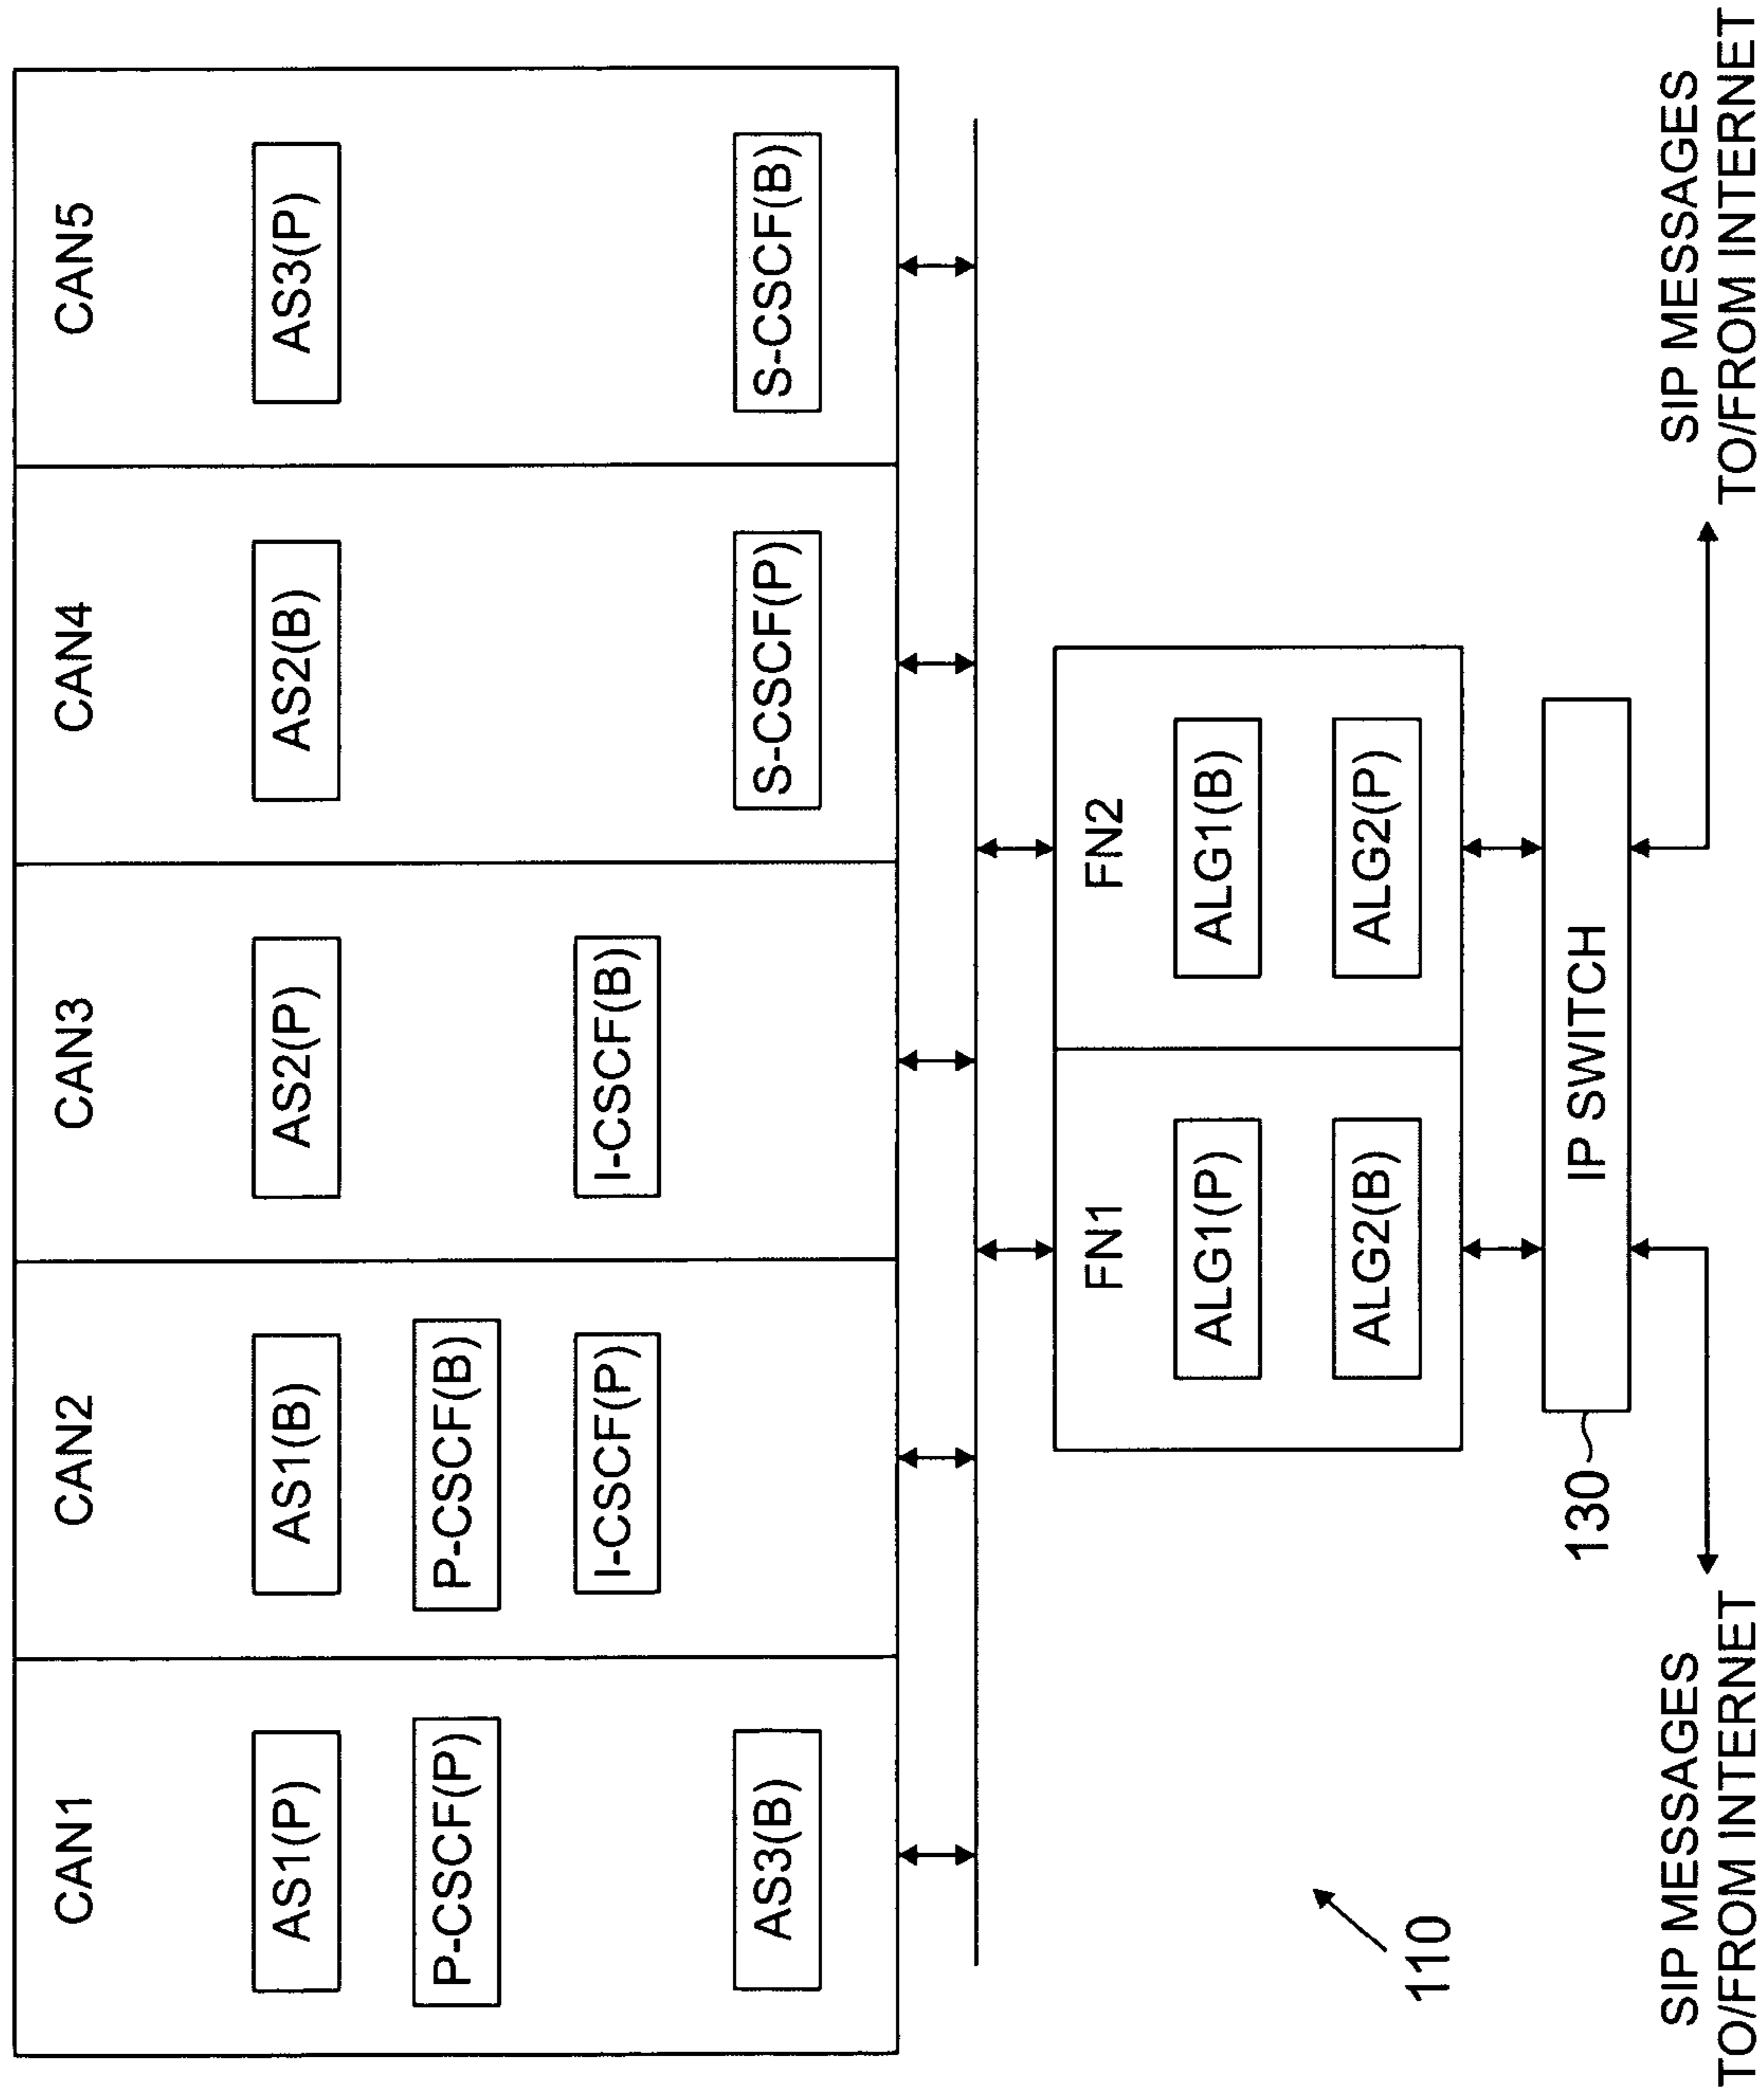 CAN1
CAN2
CAN3
CAN4
CAN5
AS1(P)
AS1(B)
AS2(P)
AS2(B)
AS3(P)
P-CSCF(P)
P-CSCF(B)
I-CSCF(P)
I-CSCF(B)
AS3(B)
S-CSCF(P)
S-CSCF(B)
FN1
FN2
ALG1(P)
ALG1(B)
ALG2(B)
ALG2(P)
110
130
IP SWITCH
SIP MESSAGES
TO/FROM INTERNET
SIP MESSAGES
TO/FROM INTERNET